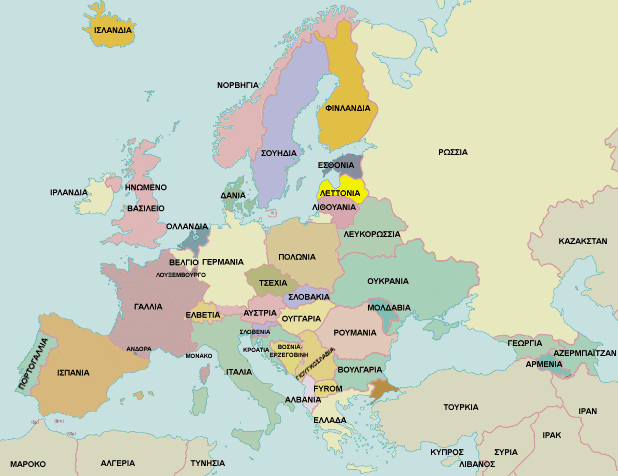 ΙΣΛΑΝΔΙΑ
ΝΟΡΒΗΓΙΑ
ΦΙΝΛΑΝΔΙΑ
ΣΟΥΗΔΙΑ
ΡΩΣΣΙΑ
ΕΣΘΟΝΙΑ
ΛΕΤΤΟΝΙΑ
ΛΙΘΟΥΑΝΙΑ
ΙΡΛΑΝΔΙΑ
ΗΝΩΜΕΝΟ
ΒΑΣΙΛΕΙΟ
ΔΑΝΙΑ
ΟΛΛΑΝΔΙΑ
ΛΕΥΚΟΡΩΣΣΙΑ
ΚΑΖΑΚΣΤΑΝ
ΒΕΛΓΙΟ
ΓΕΡΜΑΝΙΑ
ΠΟΛΩΝΙΑ
ΛΟΥΞΕΜΒΟΥΡΓΟ
ΤΣΕΧΙΑ
ΟΥΚΡΑΝΙΑ
ΣΛΟΒΑΚΙΑ
ΓΑΛΛΙΑ
ΕΛΒΕΤΙΑ
ΑΥΣΤΡΙΑ
ΟΥΓΓΑΡΙΑ
ΜΟΛΔΑΒΙΑ
ΣΛΟΒΕΝΙΑ
ΡΟΥΜΑΝΙΑ
ΑΝΔΟΡΑ
ΜΟΝΑΚΟ
ΚΡΟΑΤΙΑ
ΒΟΣΝΙΑ-
ΕΡΖΕΓΟΒΙΝΗ
ΓΙΟΥΓΚΟΣΛΑΒΙΑ
ΓΕΩΡΓΙΑ
ΑΖΕΡΜΠΑΪΤΖΑΝ
ΑΡΜΕΝΙΑ
ΠΟΡΤΟΓΑΛΛΙΑ
ΙΣΠΑΝΙΑ
ΙΤΑΛΙΑ
ΒΟΥΛΓΑΡΙΑ
FYROM
ΑΛΒΑΝΙΑ
ΕΛΛΑΔΑ
ΤΟΥΡΚΙΑ
ΙΡΑΝ
ΙΡΑΚ
ΣΥΡΙΑ
ΚΥΠΡΟΣ
ΛΙΒΑΝΟΣ
ΜΑΡΟΚΟ
ΑΛΓΕΡΙΑ
ΤΥΝΗΣΙΑ